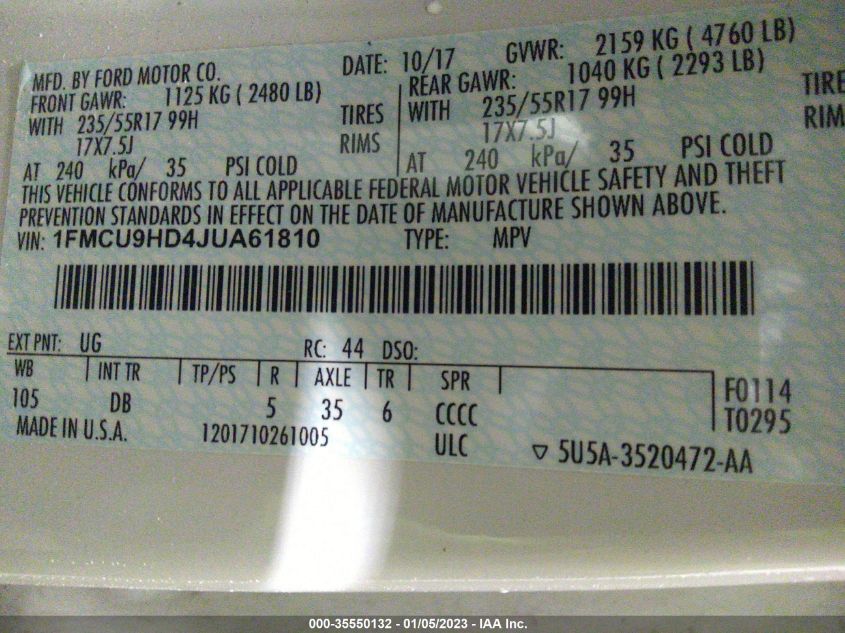 MFD. BY FORD MOTOR CO. DATE: 10/17 GVWR: 2159 KG ( 4760 LB)
FRONT GAWR: 1125 KG ( 2480 LB) REAR GAWR: 1040 KG ( 2293 LB)
WITH 235/55R17 99H TIRES WITH 235/55R17 99H TIRE
17X7.5J RIMS 17X7.5J RIM
AT 240 kPa/ 35 PSI COLD AT 240 kPa/ 35 PSI COLD
THIS VEHICLE CONFORMS TO ALL APPLICABLE FEDERAL MOTOR VEHICLE SAFETY AND THEFT
PREVENTION STANDARDS IN EFFECT ON THE DATE OF MANUFACTURE SHOWN ABOVE.
VIN: 1FMCU9HD4JUA61810 TYPE: MPV
EXT PNT: UG RC: 44 DSO:
WB INT TR TP/PS R AXLE TR SPR F0114
105 DB 5 35 6 CCCC T0295
MADE IN U.S.A. 1201710261005 ULC ▽ 5U5A-3520472-AA
000-35550132 - 01/05/2023 - IAA Inc.